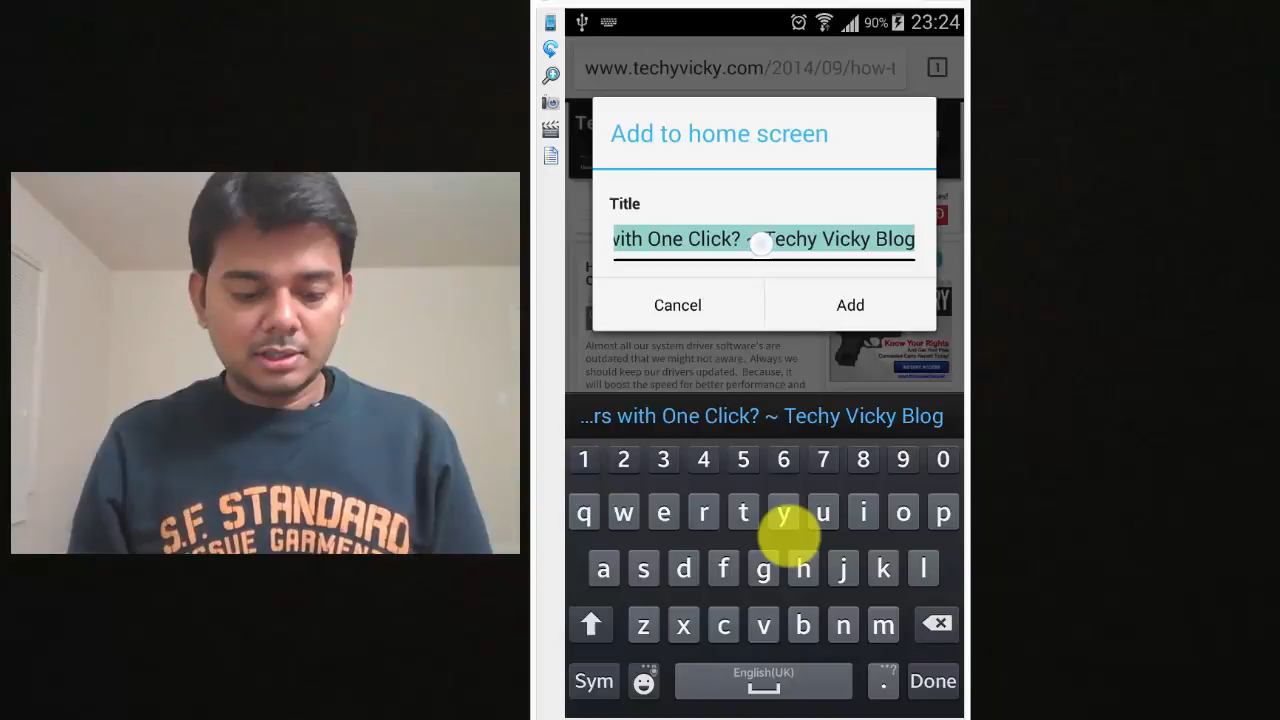 90% 23:24
www.techyvicky.com/2014/09/how-t 1
Add to home screen
Title
with One Click? ~ Techy Vicky Blog
Cancel Add
Almost all our system driver software's are
outdated that we might not aware. Always we
should keep our drivers updated. Because, it
will boost the speed for better performance and
Know Your Rights
...rs with One Click? ~ Techy Vicky Blog
1 2 3 4 5 6 7 8 9 0
q w e r t y u i o p
a s d f g h j k l
z x c v b n m
Sym English(UK) . Done
S.F. STANDARD
GARMEN